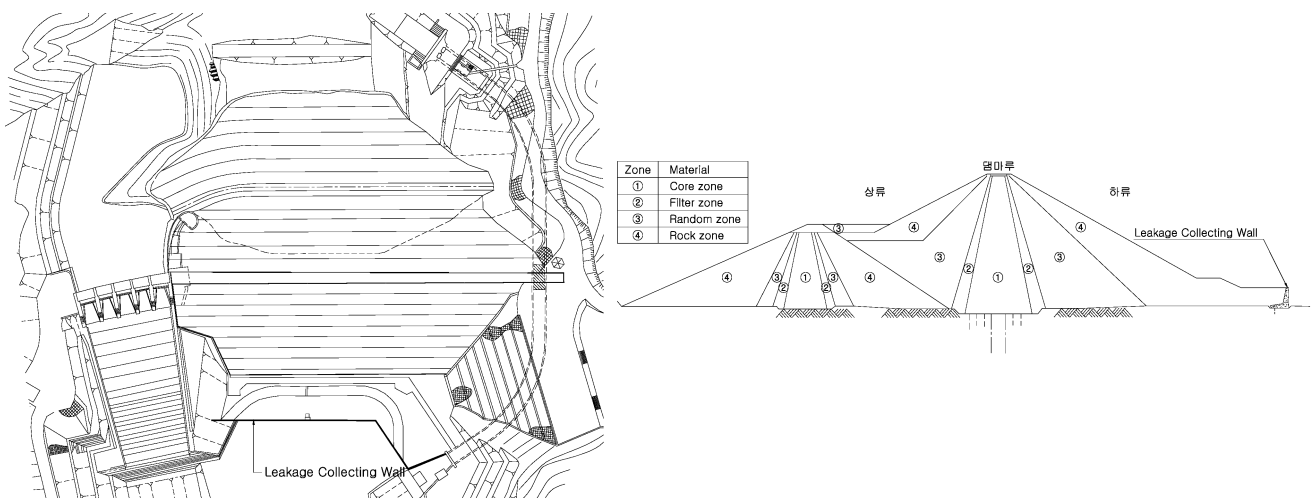 Leakage Collecting Wall
Zone Material
① Core zone
② Filter zone
③ Random zone
④ Rock zone
댐마루
상류
하류
Leakage Collecting Wall
③
④
④
③
②
①
②
③
④
③
②
①
②
③
④